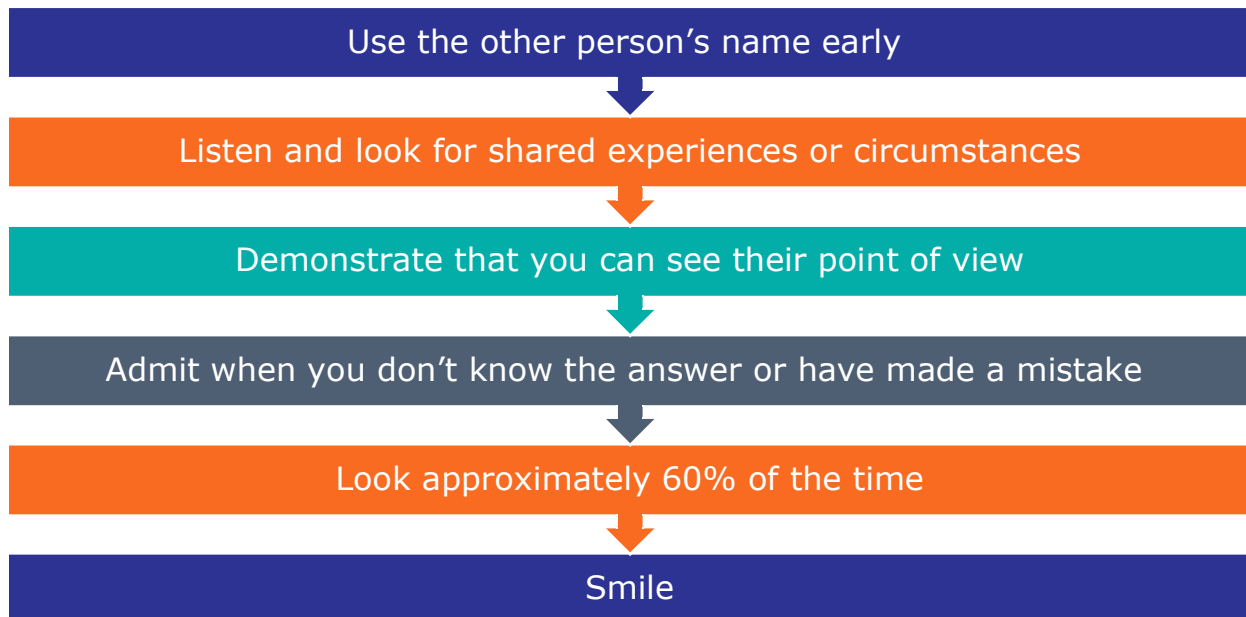 Use the other person’s name early
Listen and look for shared experiences or circumstances
Demonstrate that you can see their point of view
Admit when you don’t know the answer or have made a mistake
Look approximately 60% of the time
Smile